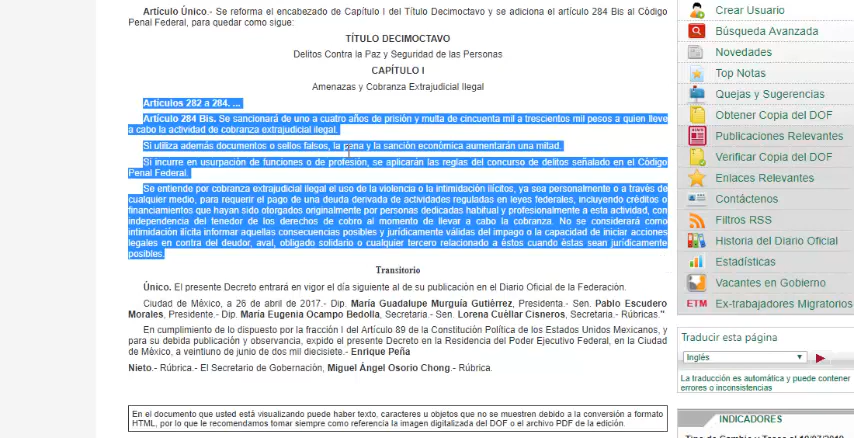 Artículo Único.- Se reforma el encabezado de Capítulo I del Título Decimoctavo y se adiciona el artículo 284 Bis al Código
Penal Federal, para quedar como sigue:
TÍTULO DECIMOCTAVO
Delitos Contra la Paz y Seguridad de las Personas
CAPÍTULO I
Amenazas y Cobranza Extrajudicial Ilegal
Artículos 282 a 284. ...
Artículo 284 Bis. Se sancionará de uno a cuatro años de prisión y multa de cincuenta mil a trescientos mil pesos a quien lleve
a cabo la actividad de cobranza extrajudicial ilegal.
Si utiliza además documentos o sellos falsos, la pena y la sanción económica aumentarán una mitad.
Si incurre en usurpación de funciones o de profesión, se aplicarán las reglas del concurso de delitos señalado en el Código
Penal Federal.
Se entiende por cobranza extrajudicial ilegal el uso de la violencia o la intimidación ilícitos, ya sea personalmente o a través de
cualquier medio, para requerir el pago de una deuda derivada de actividades reguladas en leyes federales, incluyendo créditos o
financiamientos que hayan sido otorgados originalmente por personas dedicadas habitual y profesionalmente a esta actividad, con
independencia del tenedor de los derechos de cobro al momento de llevar a cabo la cobranza. No se considerará como
intimidación ilícita informar aquellas consecuencias posibles y jurídicamente válidas del impago o la capacidad de iniciar acciones
legales en contra del deudor, aval, obligado solidario o cualquier tercero relacionado a éstos cuando éstas sean jurídicamente
posibles.
Transitorio
Único. El presente Decreto entrará en vigor el día siguiente al de su publicación en el Diario Oficial de la Federación.
Ciudad de México, a 26 de abril de 2017.- Dip. María Guadalupe Murguía Gutiérrez, Presidenta.- Sen. Pablo Escudero
Morales, Presidente.- Dip. María Eugenia Ocampo Bedolla, Secretaria.- Sen. Lorena Cuéllar Cisneros, Secretaria.- Rúbricas."
En cumplimiento de lo dispuesto por la fracción I del Artículo 89 de la Constitución Política de los Estados Unidos Mexicanos, y
para su debida publicación y observancia, expido el presente Decreto en la Residencia del Poder Ejecutivo Federal, en la Ciudad
de México, a veintiuno de junio de dos mil diecisiete.- Enrique Peña
Nieto.- Rúbrica.- El Secretario de Gobernación, Miguel Ángel Osorio Chong.- Rúbrica.
En el documento que usted está visualizando puede haber texto, caracteres u objetos que no se muestren debido a la conversión a formato
HTML, por lo que le recomendamos tomar siempre como referencia la imagen digitalizada del DOF o el archivo PDF de la edición.
Crear Usuario
Búsqueda Avanzada
Novedades
Top Notas
Quejas y Sugerencias
Obtener Copia del DOF
Publicaciones Relevantes
Verificar Copia del DOF
Enlaces Relevantes
Contáctenos
Filtros RSS
Historia del Diario Oficial
Estadísticas
Vacantes en Gobierno
ETM Ex-trabajadores Migratorios
Traducir esta página
Inglés
La traducción es automática y puede contener
errores o inconsistencias
INDICADORES